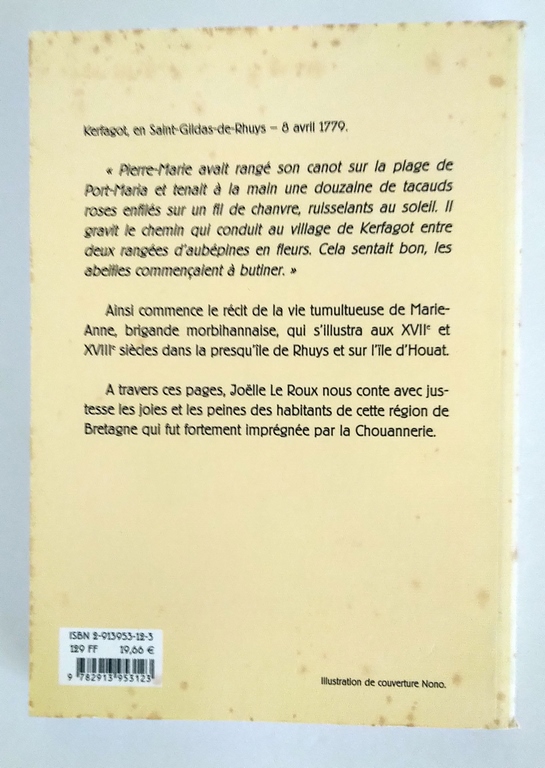 Kerfagot, en Saint-Gildas-de-Rhuys – 8 avril 1779.
« Pierre-Marie avait rangé son canot sur la plage de
Port-Maria et tenait à la main une douzaine de tacauds
roses enfilés sur un fil de chanvre, ruisselants au soleil. Il
gravit le chemin qui conduit au village de Kerfagot entre
deux rangées d'aubépines en fleurs. Cela sentait bon, les
abeilles commençaient à butiner. »
Ainsi commence le récit de la vie tumultueuse de Marie-
Anne, brigande morbihannaise, qui s'illustra aux XVIIe et
XVIIIe siècles dans la presqu'île de Rhuys et sur l'île d'Houat.
A travers ces pages, Joëlle Le Roux nous conte avec jus-
tesse les joies et les peines des habitants de cette région de
Bretagne qui fut fortement imprégnée par la Chouannerie.
ISBN 2-913953-12-3
129 FF 19,66 €
9 782913 953123
Illustration de couverture Nono.